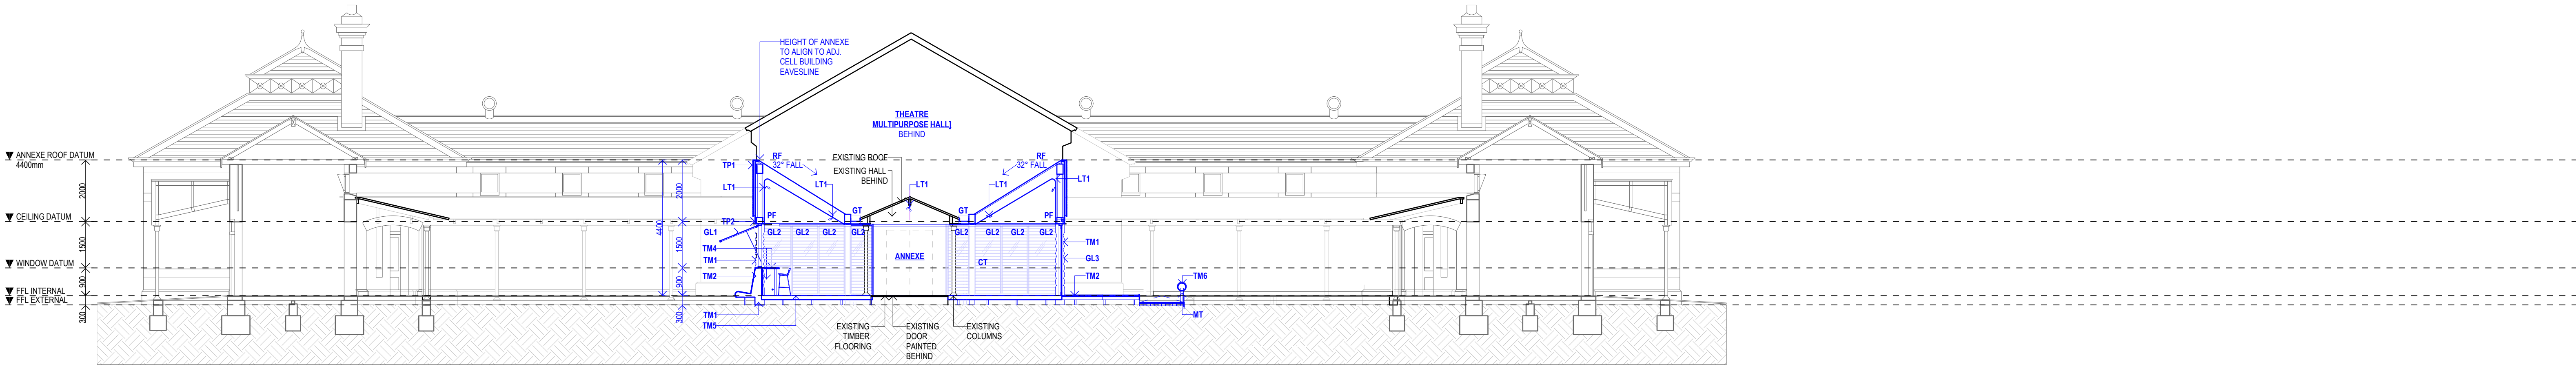 HEIGHT OF ANNEXE
TO ALIGN TO ADJ.
CELL BUILDING
EAVESLINE
THEATRE
MULTIPURPOSE HALL]
BEHIND
ANNEXE ROOF DATUM
4400mm
2000
CEILING DATUM
1500
WINDOW DATUM
900
FFL INTERNAL
FFL EXTERNAL
300
TP1
RF
32° FALL
EXISTING ROOF
EXISTING HALL
BEHIND
RF
32° FALL
LT1
LT1
LT1
LT1
LT1
2000
4400
TP2
PF
GT
GT
PF
GL1
GL2
GL2
GL2
GL2
GL2
GL2
GL2
GL2
1500
TM4
TM1
TM2
ANNEXE
CT
TM1
GL3
TM2
TM6
900
300
TM1
TM5
MT
EXISTING
TIMBER
FLOORING
EXISTING
DOOR
PAINTED
BEHIND
EXISTING
COLUMNS